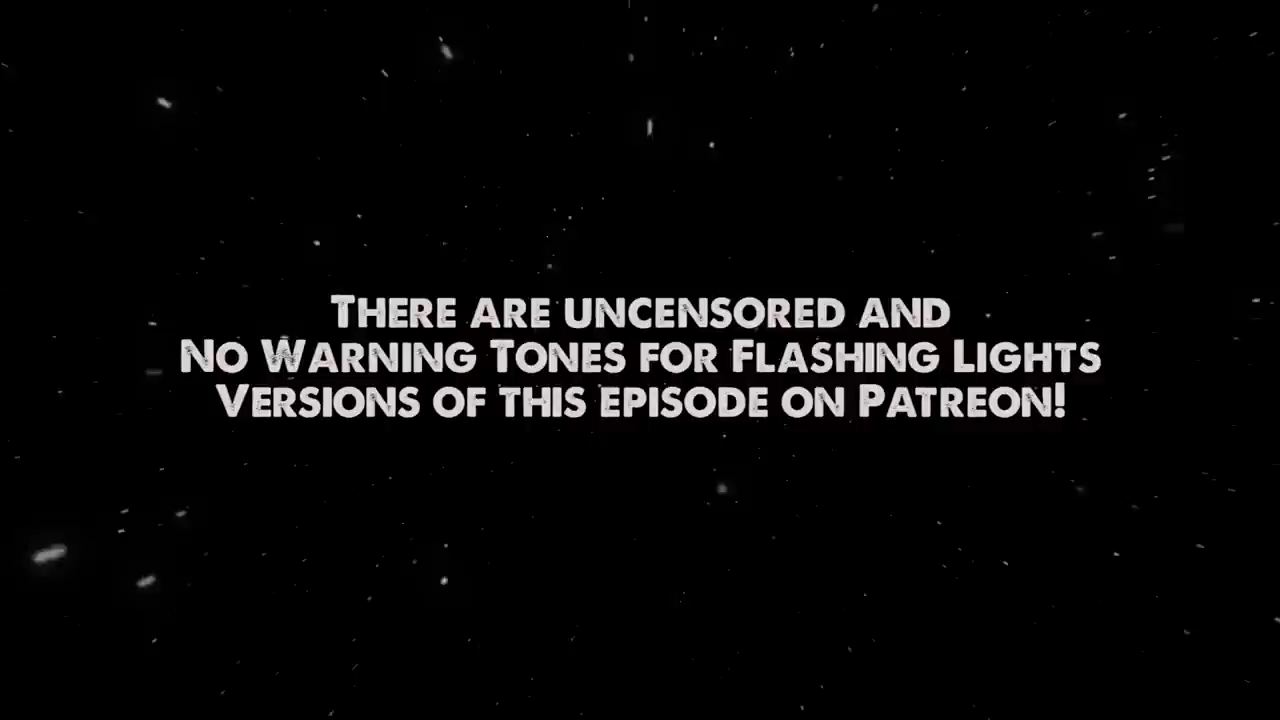 There are uncensored and
No Warning Tones for Flashing Lights
Versions of this episode on Patreon!